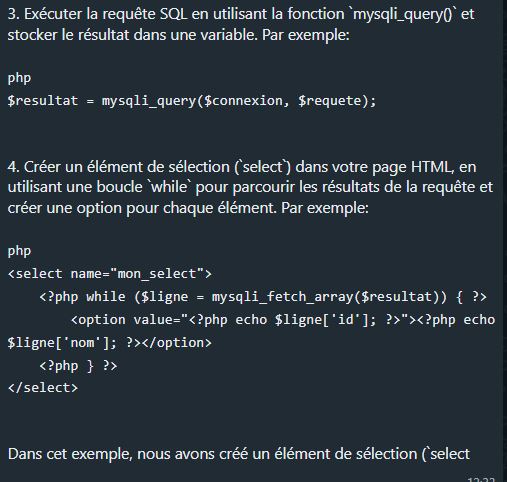 3. Exécuter la requête SQL en utilisant la fonction `mysqli_query()` et
stocker le résultat dans une variable. Par exemple:
php
$resultat = mysqli_query($connexion, $requete);
4. Créer un élément de sélection (`select`) dans votre page HTML, en
utilisant une boucle `while` pour parcourir les résultats de la requête et
créer une option pour chaque élément. Par exemple:
php
<select name="mon_select">
    <?php while ($ligne = mysqli_fetch_array($resultat)) { ?>
        <option value="<?php echo $ligne['id']; ?>"><?php echo
$ligne['nom']; ?></option>
    <?php } ?>
</select>
Dans cet exemple, nous avons créé un élément de sélection (`select